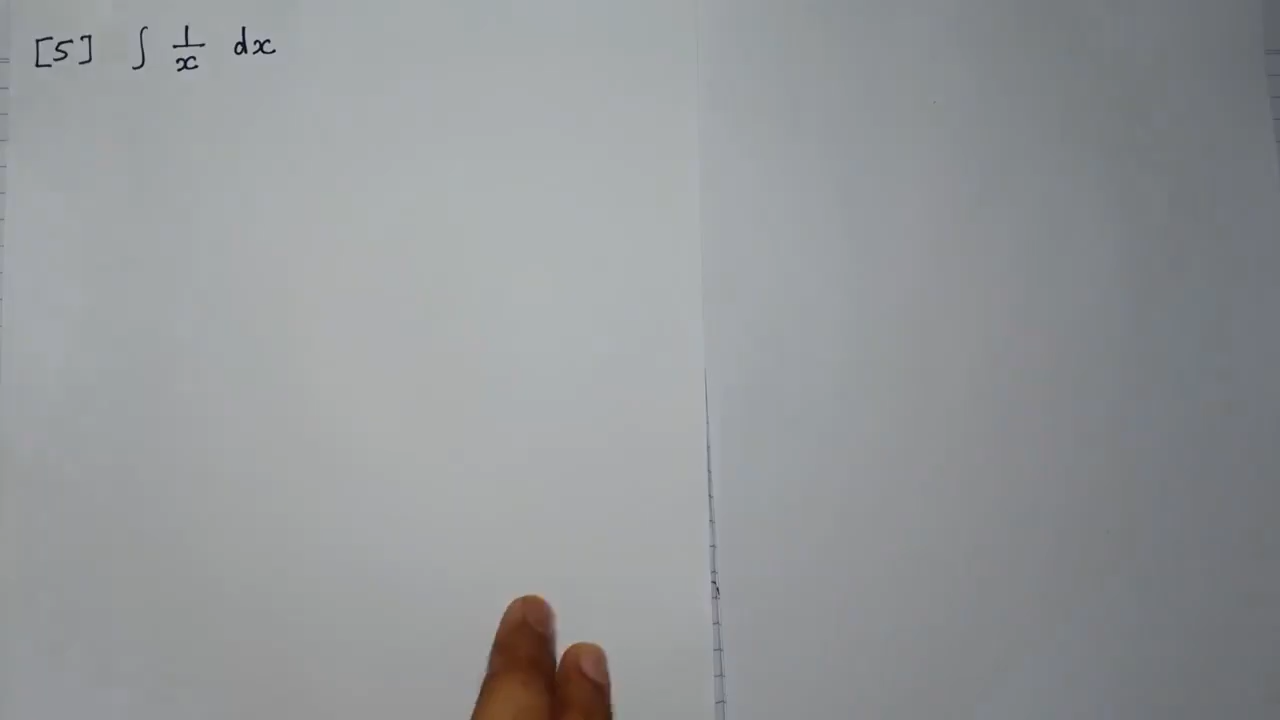 [5] ∫ 1/x dx